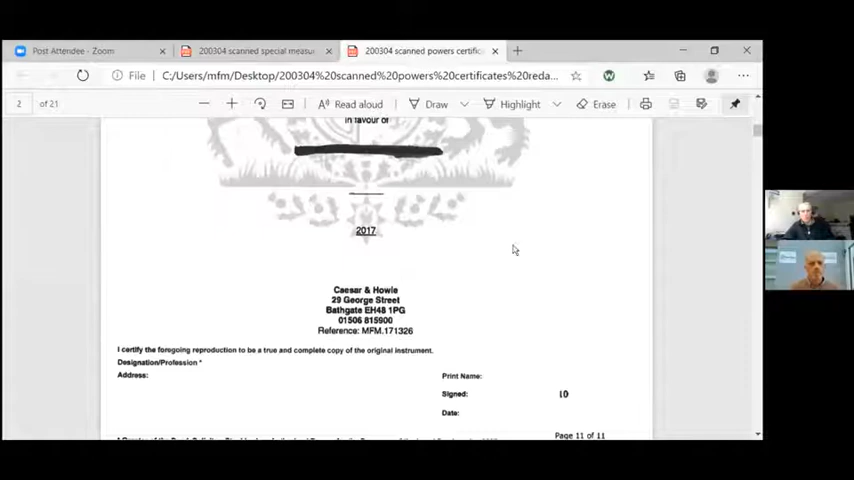 Post Attendee - Zoom
200304 scanned special measu
200304 scanned powers certific
File
C:/Users/mfm/Desktop/200304%20scanned%20powers%20certificates%20reda...
2 of 21
Read aloud
Draw
Highlight
Erase
in favour of
2017
Caesar & Howie
29 George Street
Bathgate EH48 1PG
01506 815900
Reference: MFM.171326
I certify the foregoing reproduction to be a true and complete copy of the original instrument.
Designation/Profession *
Address:
Print Name:
Signed:
10
Date:
Page 11 of 11